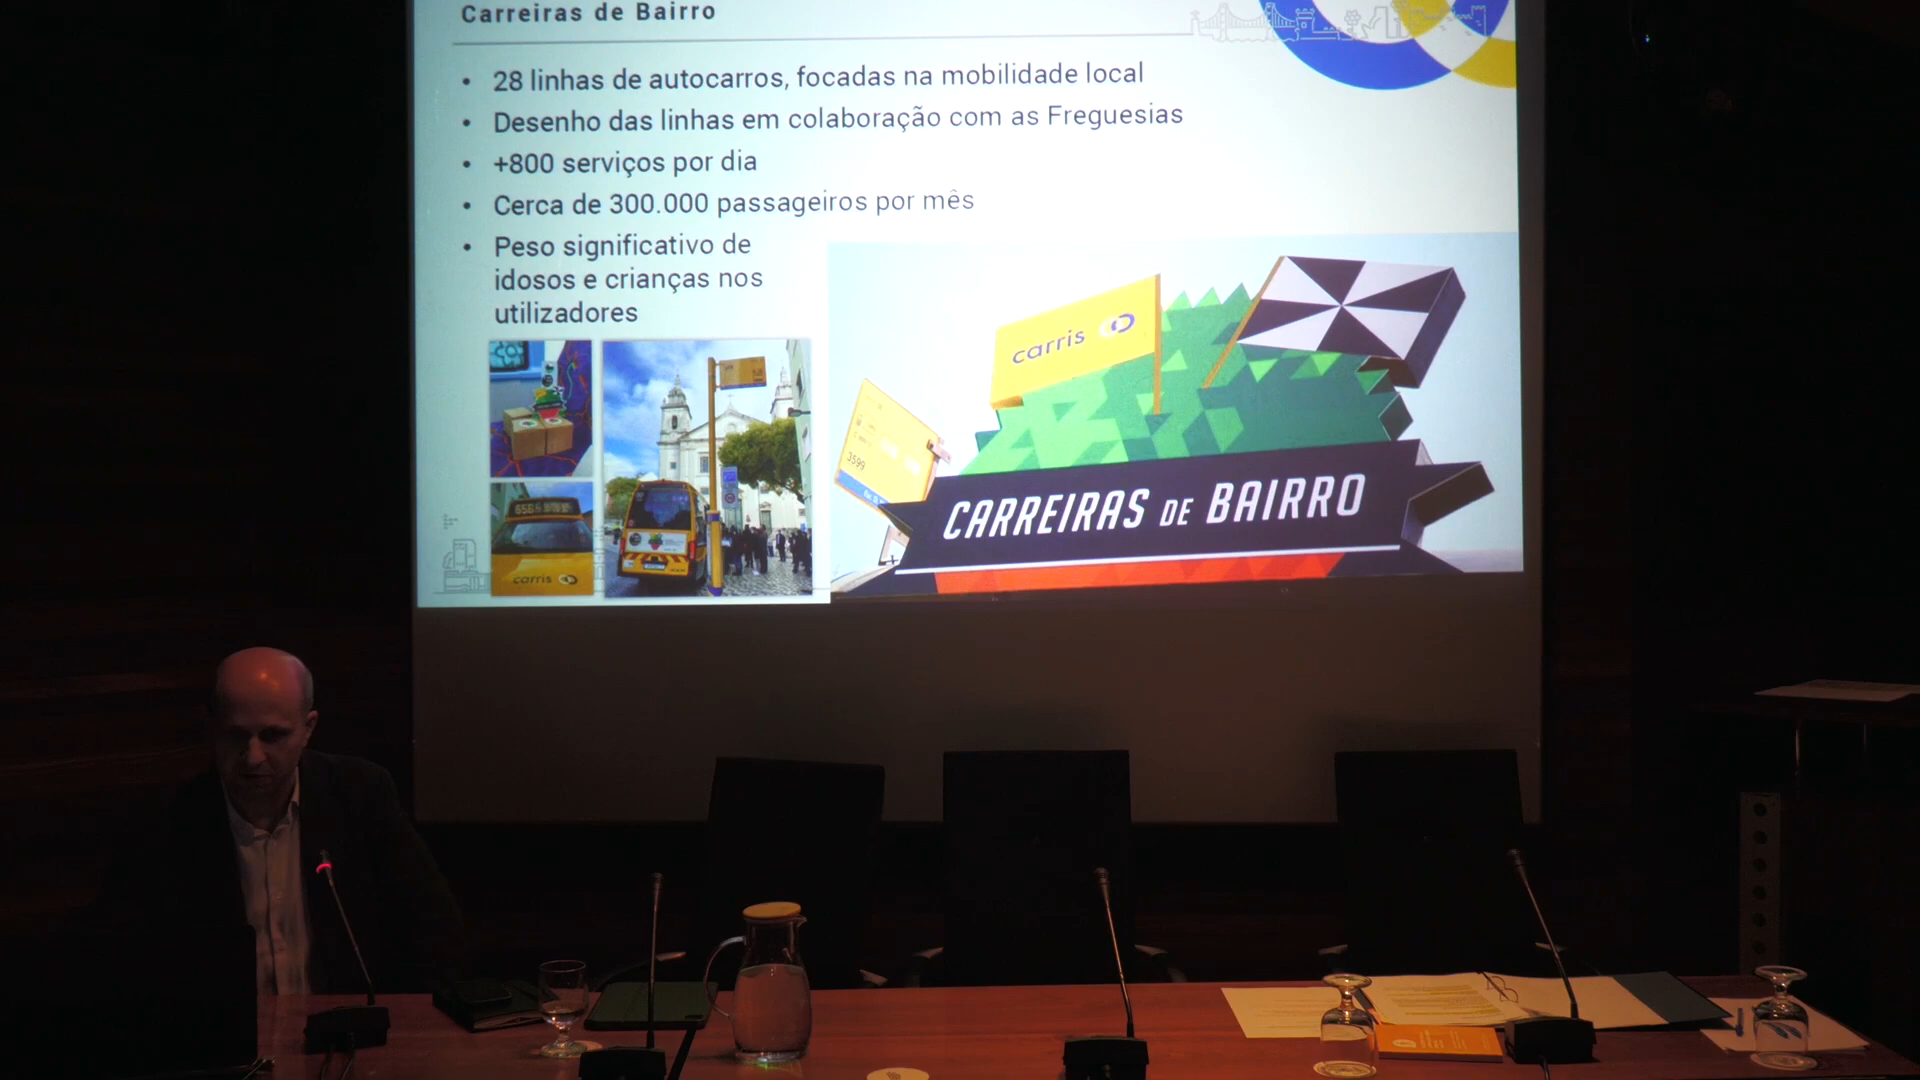 Carreiras de Bairro
• 28 linhas de autocarros, focadas na mobilidade local
• Desenho das linhas em colaboração com as Freguesias
• +800 serviços por dia
• Cerca de 300.000 passageiros por mês
• Peso significativo de
idosos e crianças nos
utilizadores
carris
3599
CARREIRAS DE BAIRRO
656
carris